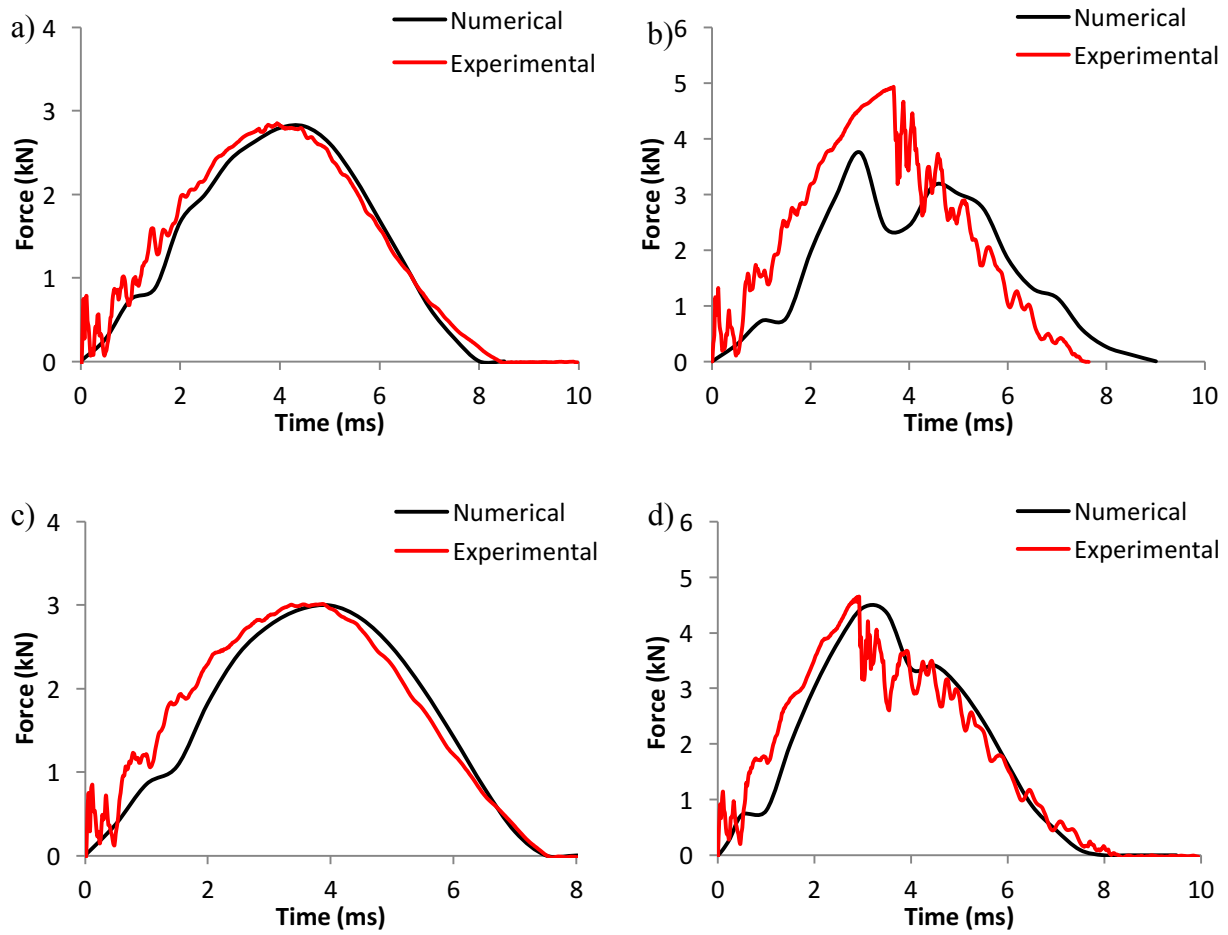 a)
Numerical
Experimental
4
3
2
1
0
Force (kN)
0 2 4 6 8 10
Time (ms)
b)
Numerical
Experimental
6
5
4
3
2
1
0
Force (kN)
0 2 4 6 8 10
Time (ms)
c)
Numerical
Experimental
4
3
2
1
0
Force (kN)
0 2 4 6 8
Time (ms)
d)
Numerical
Experimental
6
5
4
3
2
1
0
Force (kN)
0 2 4 6 8 10
Time (ms)